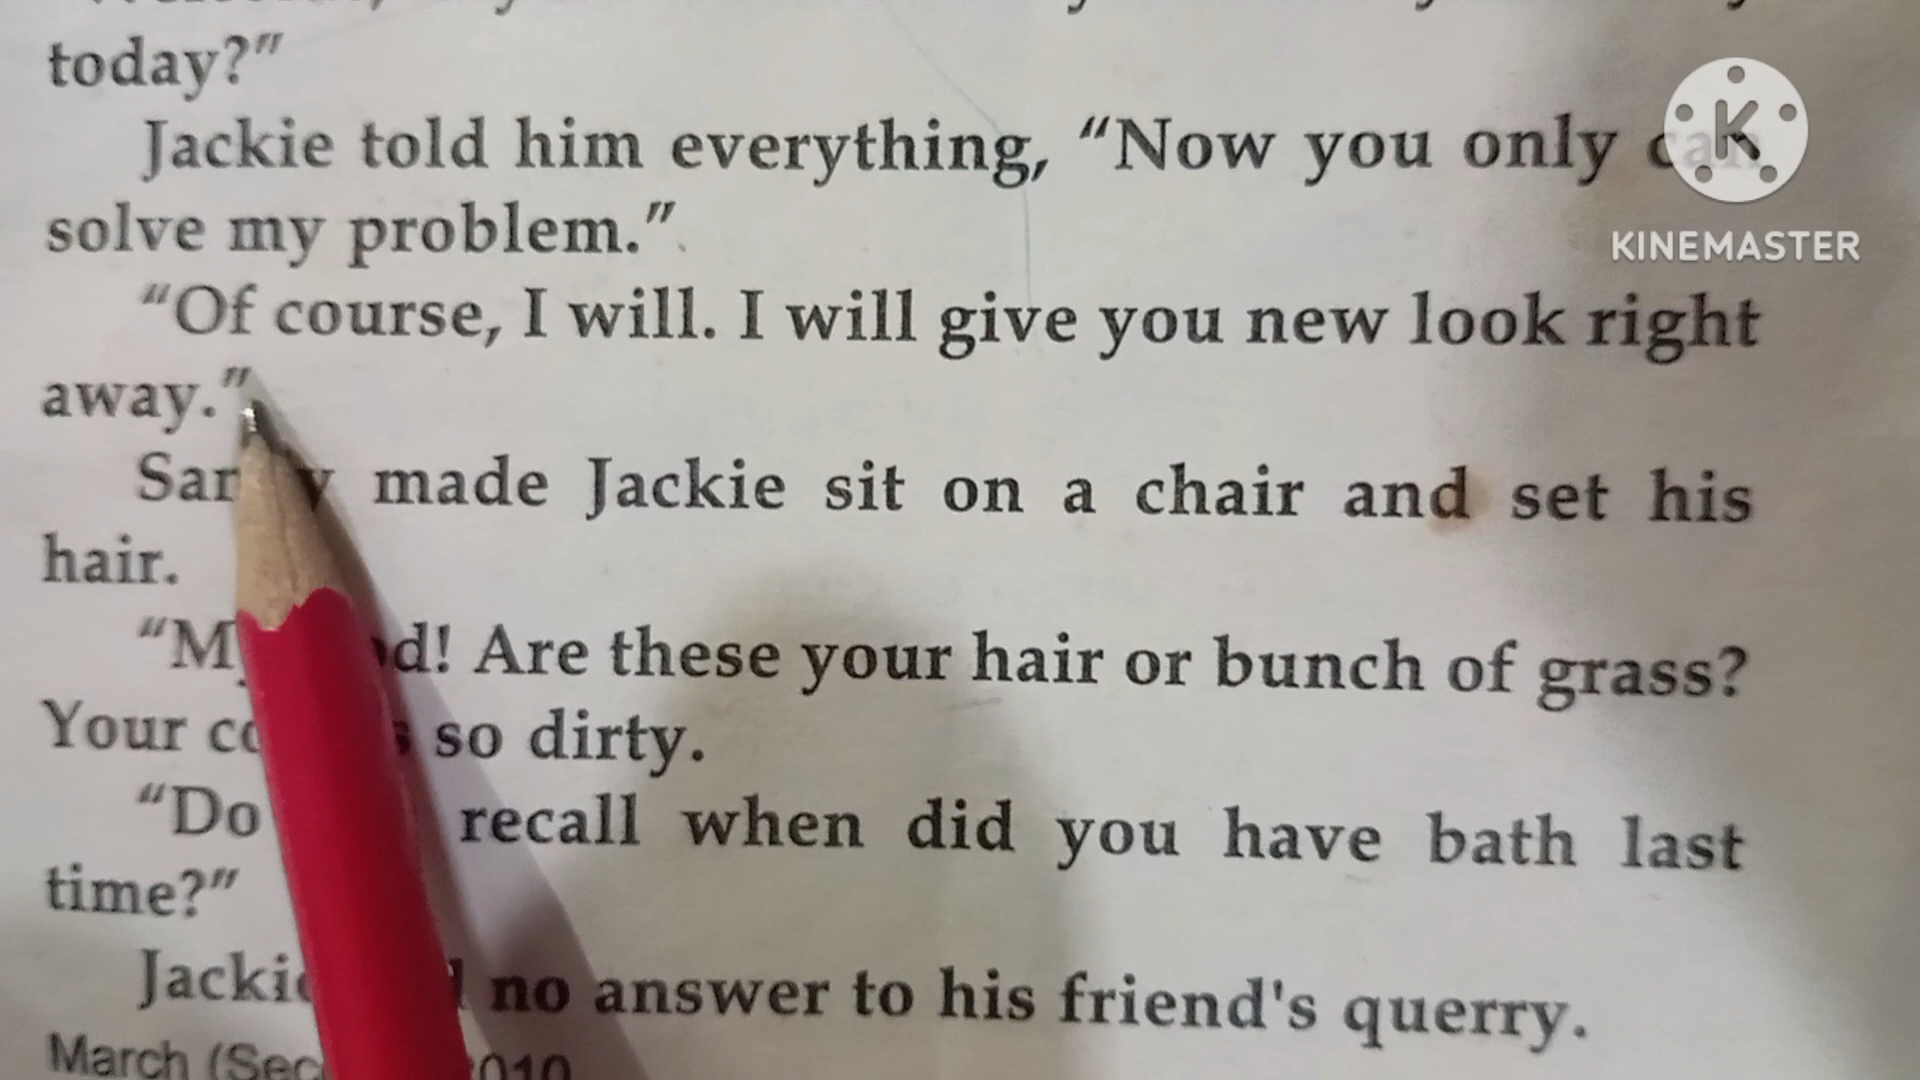 today?"
Jackie told him everything, "Now you only can
solve my problem."
"Of course, I will. I will give you new look right
away."
made Jackie sit on a chair and set his
hair.
Are these your hair or bunch of grass?
Your so dirty.
"Do recall when did you have bath last
time?"
Jackie no answer to his friend's querry.
March 2010
K
KINEMASTER